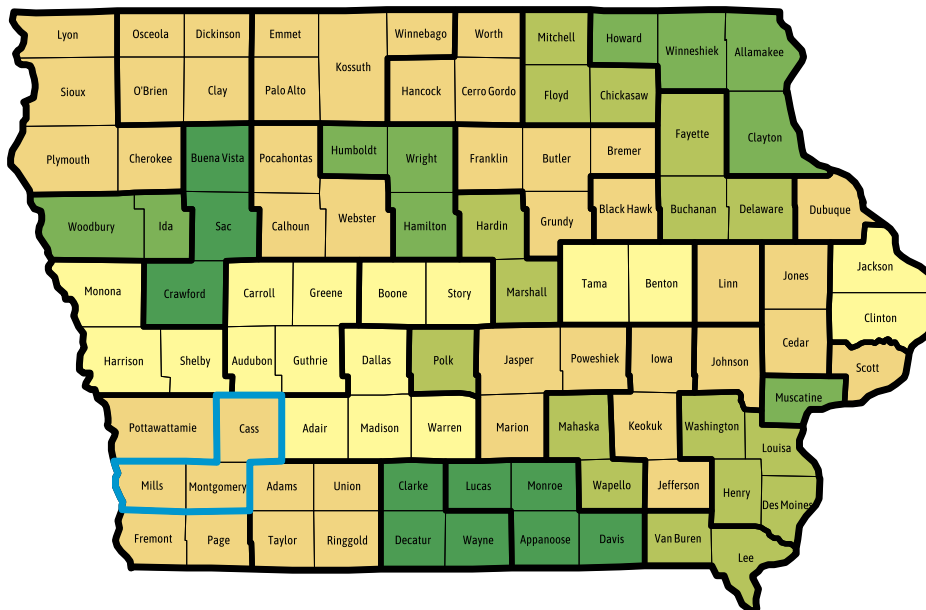 Lyon
Osceola
Dickinson
Emmet
Kossuth
Winnebago
Worth
Mitchell
Howard
Winneshiek
Allamakee
Sioux
O'Brien
Clay
Palo Alto
Hancock
Cerro Gordo
Floyd
Chickasaw
Fayette
Clayton
Plymouth
Cherokee
Buena Vista
Pocahontas
Humboldt
Wright
Franklin
Butler
Bremer
Woodbury
Ida
Sac
Calhoun
Webster
Hamilton
Hardin
Grundy
Black Hawk
Buchanan
Delaware
Dubuque
Monona
Crawford
Carroll
Greene
Boone
Story
Marshall
Tama
Benton
Linn
Jones
Jackson
Clinton
Harrison
Shelby
Audubon
Guthrie
Dallas
Polk
Jasper
Poweshiek
Iowa
Johnson
Cedar
Scott
Muscatine
Pottawattamie
Cass
Adair
Madison
Warren
Marion
Mahaska
Keokuk
Washington
Louisa
Mills
Montgomery
Adams
Union
Clarke
Lucas
Monroe
Wapello
Jefferson
Henry
Des Moines
Fremont
Page
Taylor
Ringgold
Decatur
Wayne
Appanoose
Davis
Van Buren
Lee